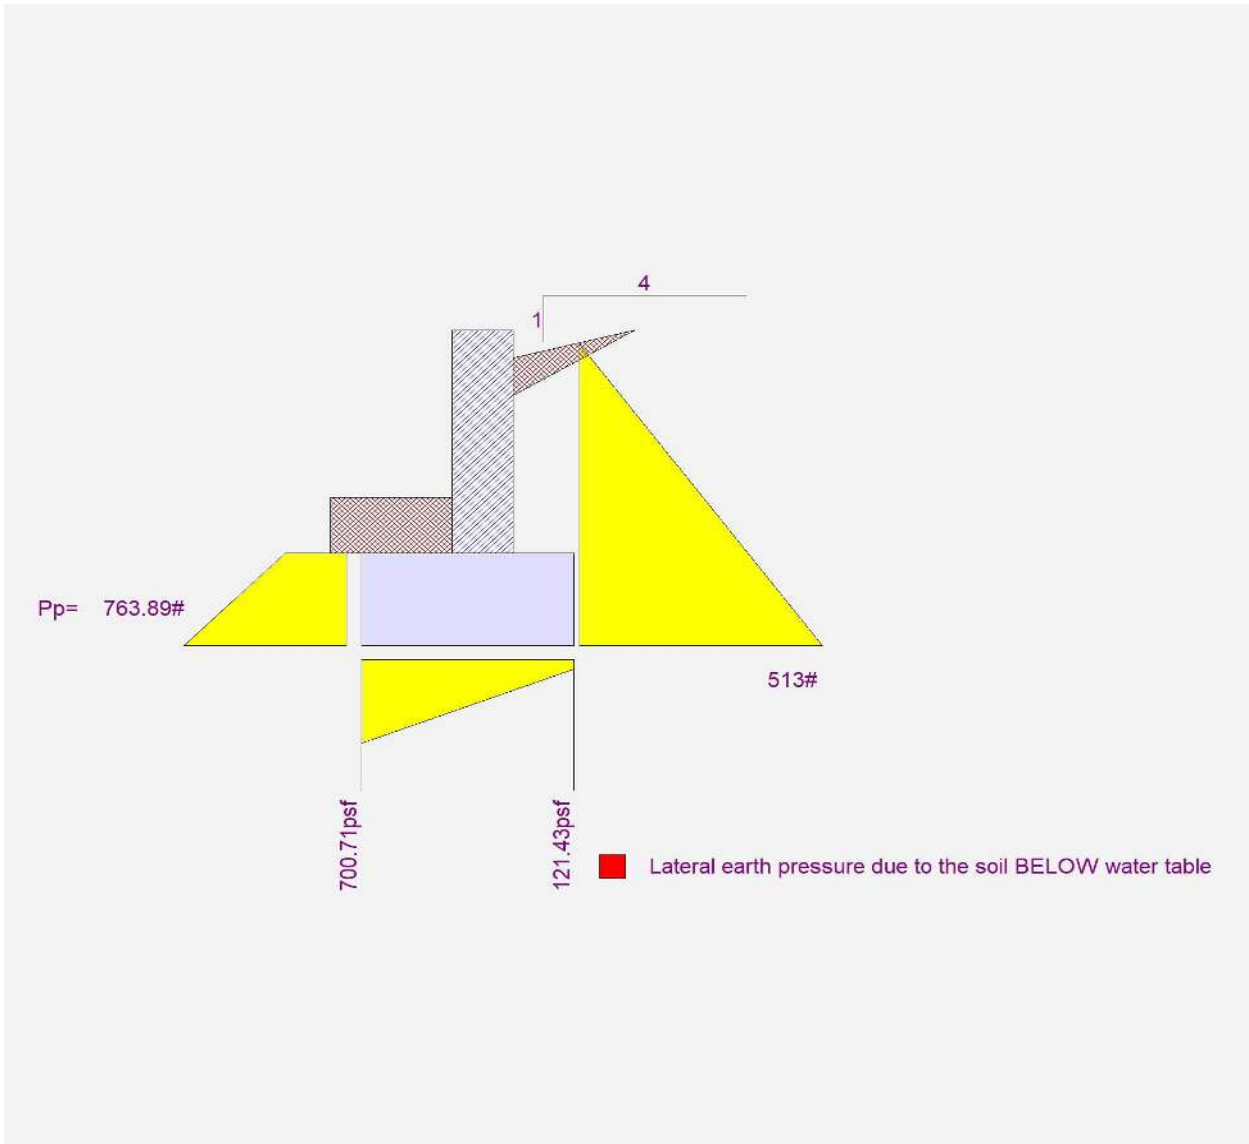 4
1
Pp= 763.89#
513#
700.71psf
121.43psf
Lateral earth pressure due to the soil BELOW water table